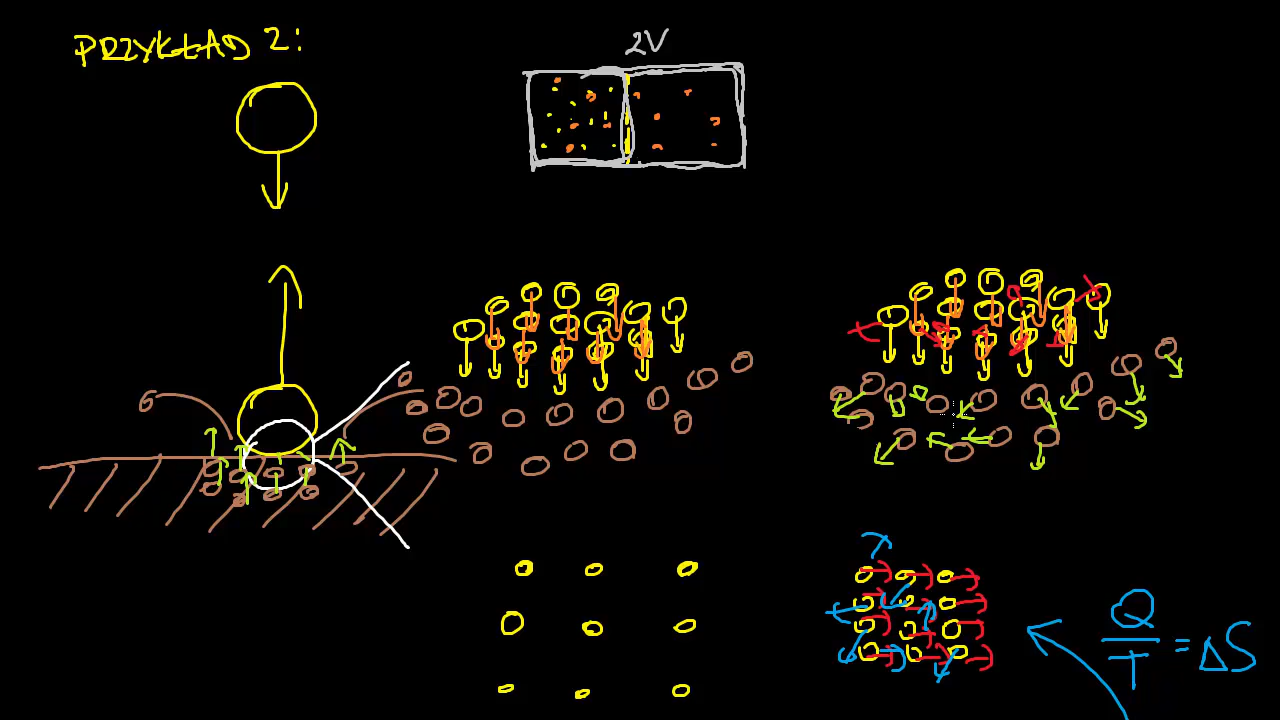 PRZYKŁAD 2:
2V
Q
T
= ΔS